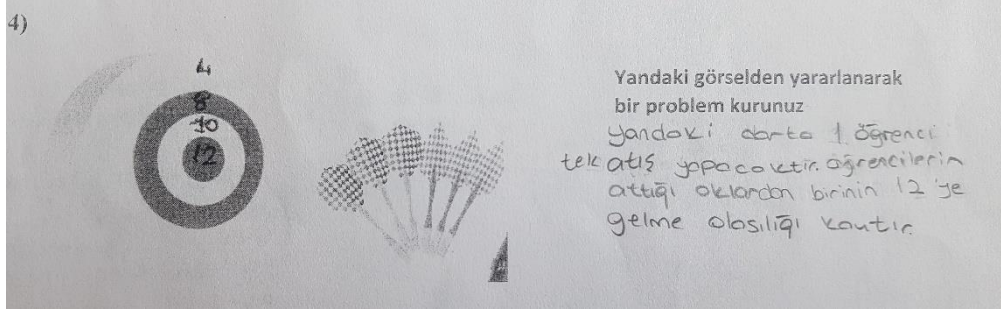 4)
4
8
10
12
Yandaki görselden yararlanarak
bir problem kurunuz
yandaki darta 1 öğrenci
tek atış yapacaktır. öğrencilerin
attığı oklardan birinin 12'ye
gelme olasılığı kaçtır.